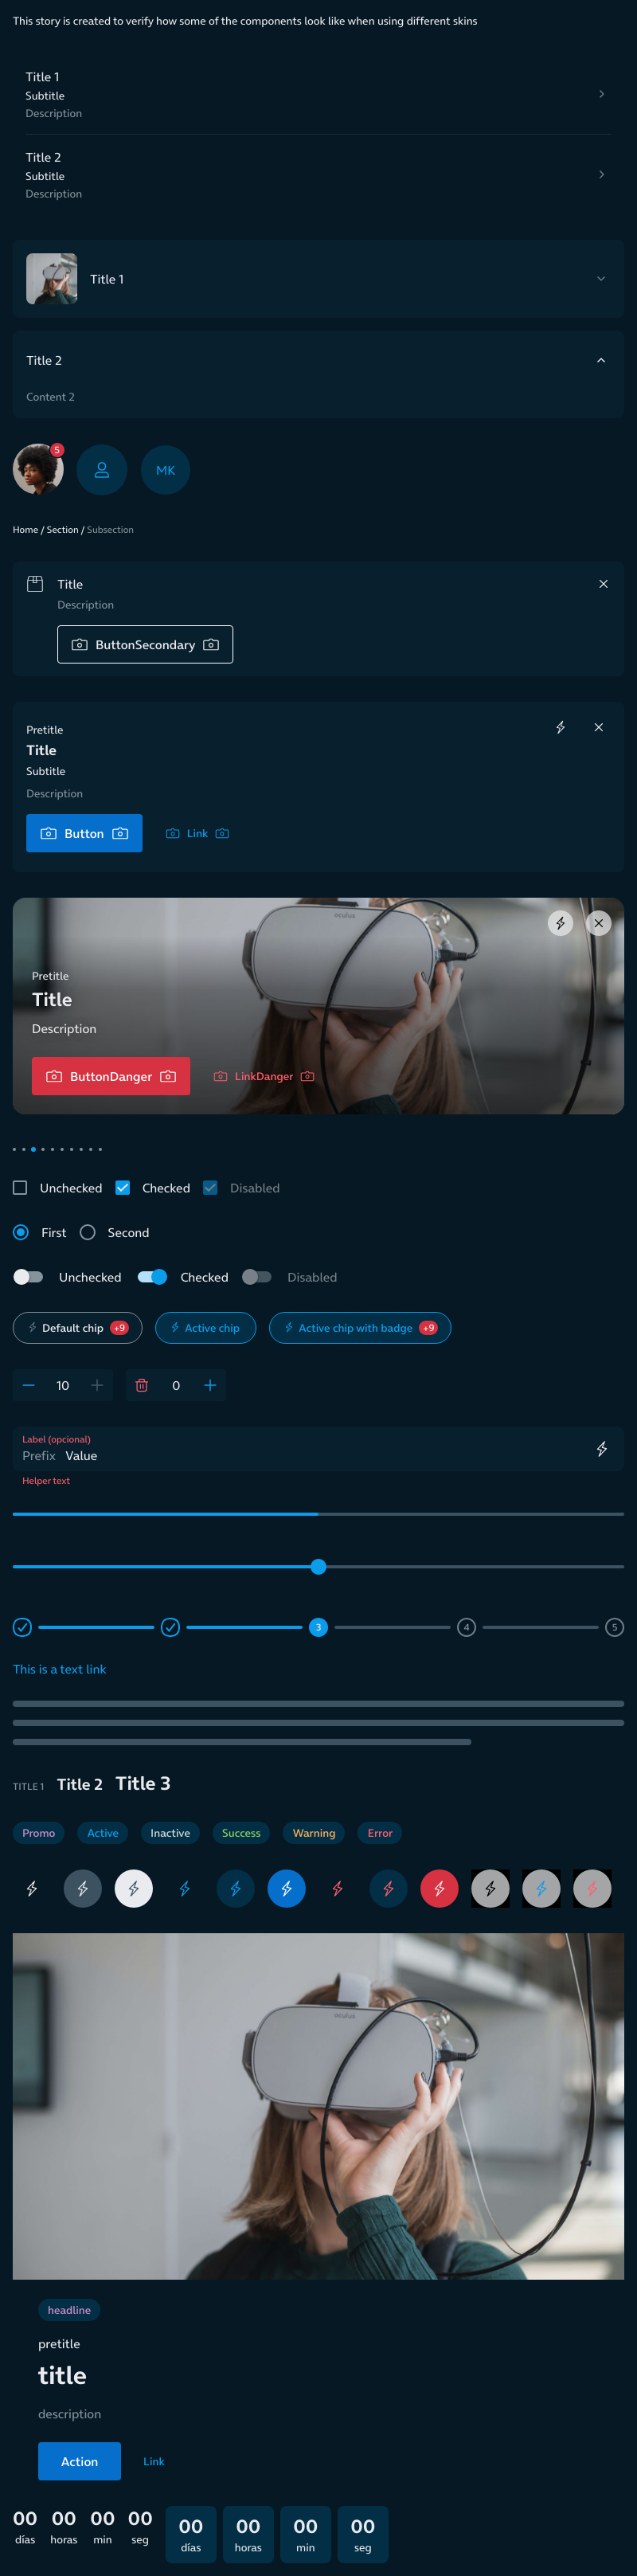 This story is created to verify how some of the components look like when using different skins
Title 1
Subtitle
Description
Title 2
Subtitle
Description
Title 1
Title 2
Content 2
5
MK
Home / Section / Subsection
Title
Description
ButtonSecondary
Pretitle
Title
Subtitle
Description
Button Link
oculus
Pretitle
Title
Description
ButtonDanger LinkDanger
Unchecked Checked Disabled
First Second
Unchecked Checked Disabled
Default chip +9 Active chip Active chip with badge +9
10 0
Label (opcional)
Prefix Value
Helper text
3 4 5
This is a text link
TITLE 1 Title 2 Title 3
Promo Active Inactive Success Warning Error
oculus
headline
pretitle
title
description
Action Link
00 00 00 00 00 00 00 00
días horas min seg días horas min seg